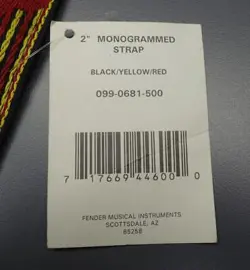 2" MONOGRAMMED
STRAP
BLACK/YELLOW/RED
099-0681-500
7 17669 44600 0
FENDER MUSICAL INSTRUMENTS
SCOTTSDALE, AZ
85258